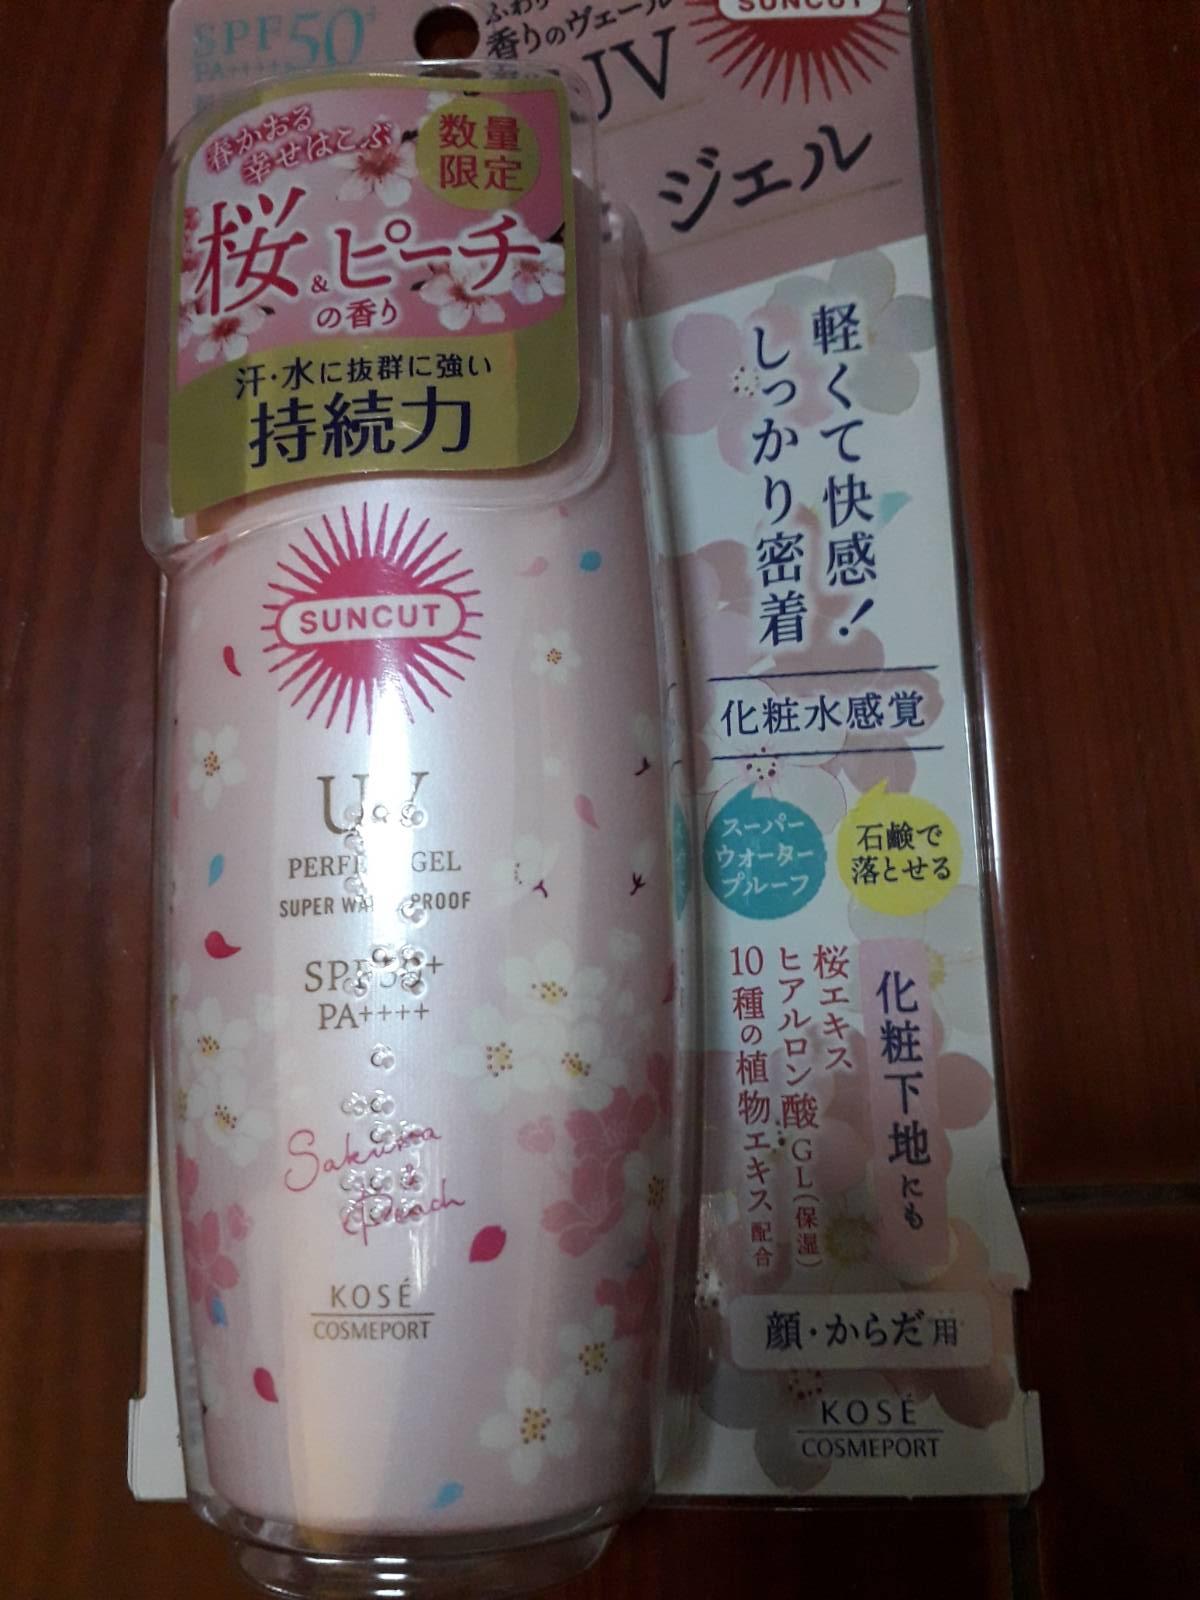 SPF50+
PA++++
ふわり
香りのヴェール
UV
ジェル
SUNCUT
春かおる
幸せはこぶ
数量
限定
桜&ピーチ
の香り
汗・水に抜群に強い
持続力
SUNCUT
UV
PERFECT GEL
SUPER WATERPROOF
SPF50+
PA++++
Sakura
&
Peach
KOSÉ
COSMEPORT
軽くて快感!
しっかり密着
化粧水感覚
スーパー
ウォーター
プルーフ
石鹸で
落とせる
化粧下地にも
桜エキス
ヒアルロン酸GL(保湿)
10種の植物エキス配合
顔・からだ用
KOSÉ
COSMEPORT